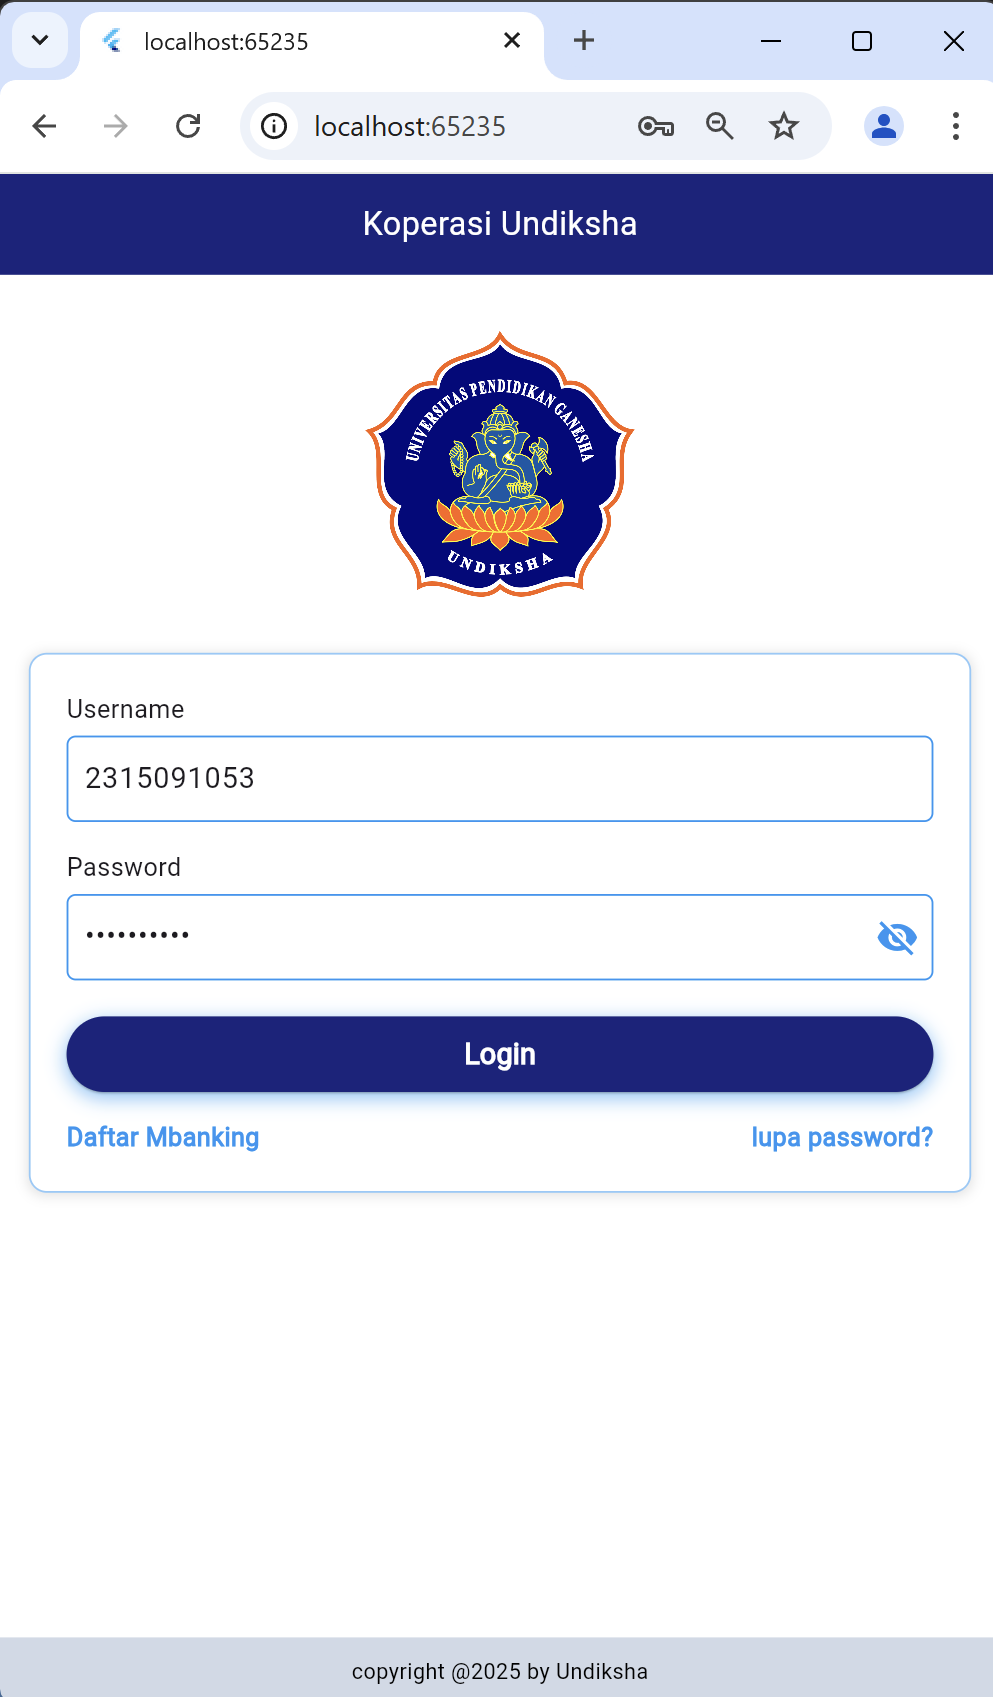 localhost:65235
localhost:65235
Koperasi Undiksha
UNIVERSITAS PENDIDIKAN GANESHA
UNDIKSHA
Username
2315091053
Password
••••••••••
Login
Daftar Mbanking
lupa password?
copyright @2025 by Undiksha